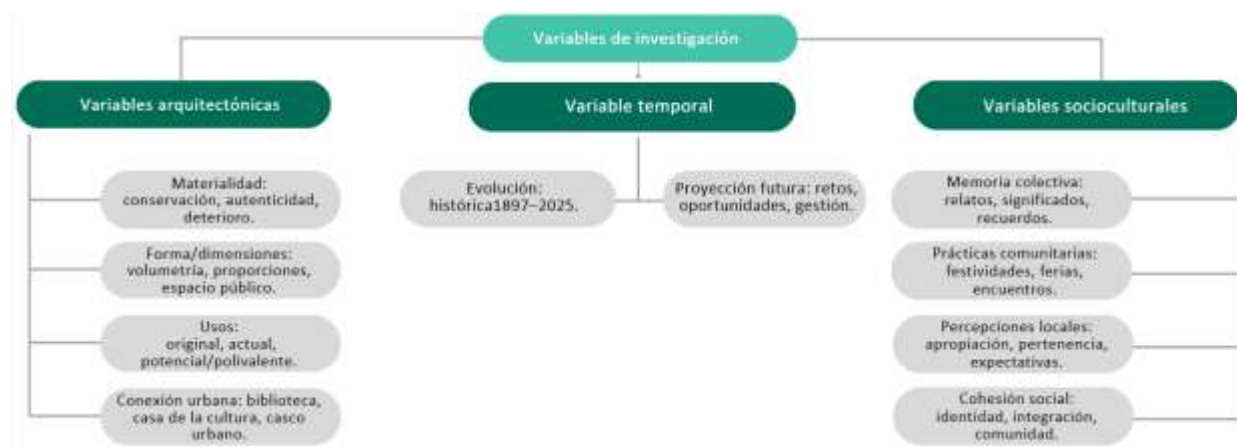 Variables de investigación
Variables arquitectónicas
Materialidad:
conservación, autenticidad,
deterioro.
Forma/dimensiones:
volumetría, proporciones,
espacio público.
Usos:
original, actual,
potencial/polivalente.
Conexión urbana: biblioteca,
casa de la cultura, casco
urbano.
Variable temporal
Evolución:
histórica1897–2025.
Proyección futura: retos,
oportunidades, gestión.
Variables socioculturales
Memoria colectiva:
relatos, significados,
recuerdos.
Prácticas comunitarias:
festividades, ferias,
encuentros.
Percepciones locales:
apropiación, pertenencia,
expectativas.
Cohesión social:
identidad, integración,
comunidad.